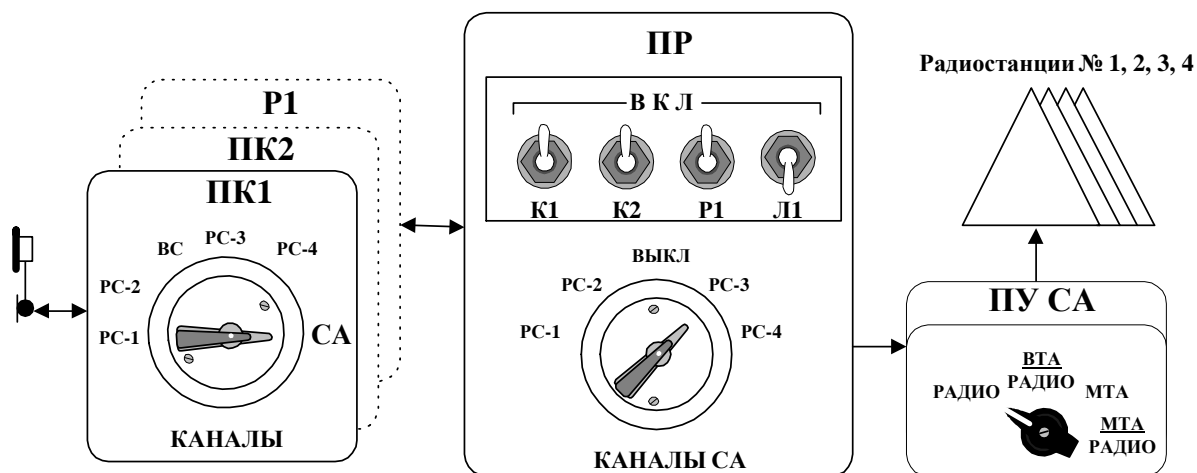 ПР
Радиостанции № 1, 2, 3, 4
Р1
ПК2
ПК1
В К Л
К1 К2 Р1 Л1
ВС РС-3 РС-4
РС-2
РС-1 СА
КАНАЛЫ
ВЫКЛ
РС-2 РС-3
РС-1 РС-4
КАНАЛЫ СА
ПУ СА
ВТА
РАДИО РАДИО МТА
МТА
РАДИО